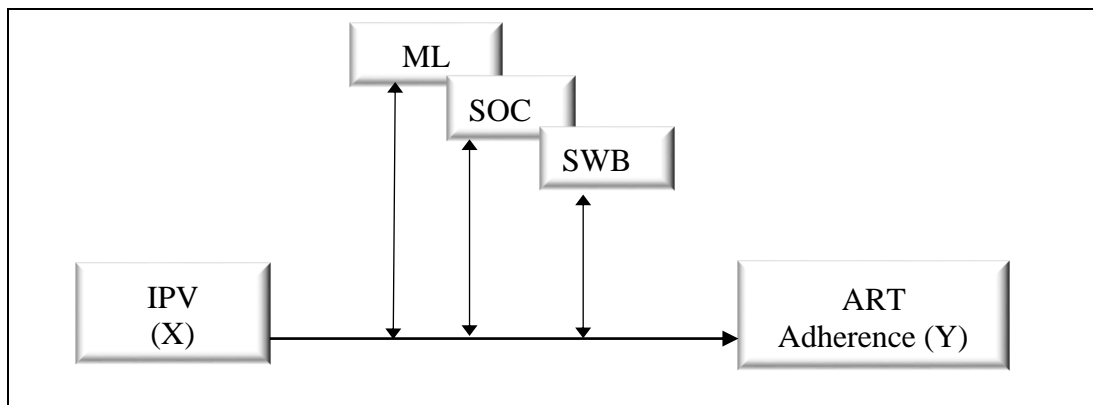 ML
SOC
SWB
IPV
(X)
ART
Adherence (Y)